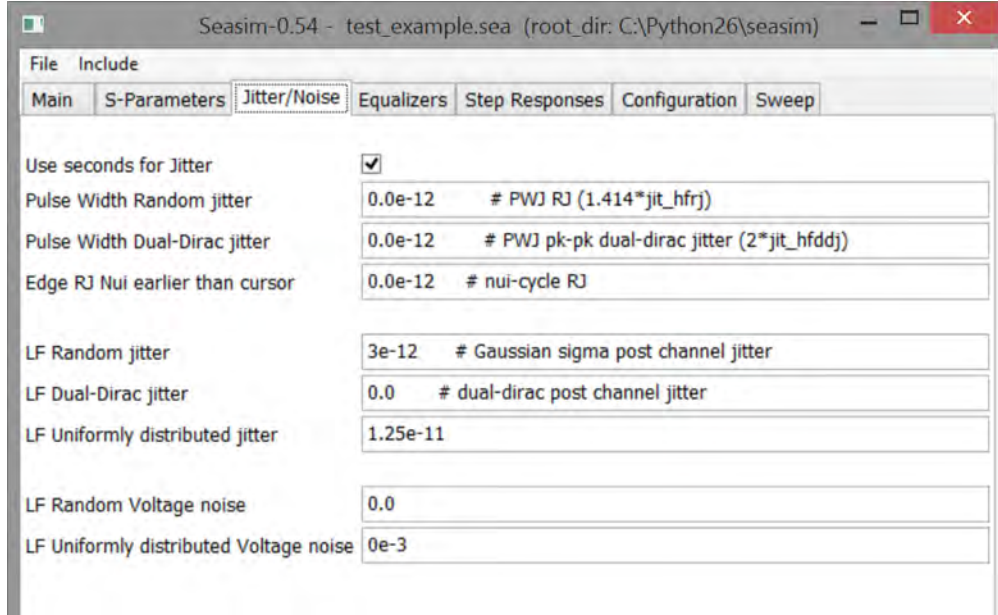 Seasim-0.54 - test_example.sea (root_dir: C:\Python26\seasim)
File Include
Main S-Parameters Jitter/Noise Equalizers Step Responses Configuration Sweep
Use seconds for Jitter
Pulse Width Random jitter 0.0e-12 # PWJ RJ (1.414*jit_hfrj)
Pulse Width Dual-Dirac jitter 0.0e-12 # PWJ pk-pk dual-dirac jitter (2*jit_hfddj)
Edge RJ Nui earlier than cursor 0.0e-12 # nui-cycle RJ
LF Random jitter 3e-12 # Gaussian sigma post channel jitter
LF Dual-Dirac jitter 0.0 # dual-dirac post channel jitter
LF Uniformly distributed jitter 1.25e-11
LF Random Voltage noise 0.0
LF Uniformly distributed Voltage noise 0e-3